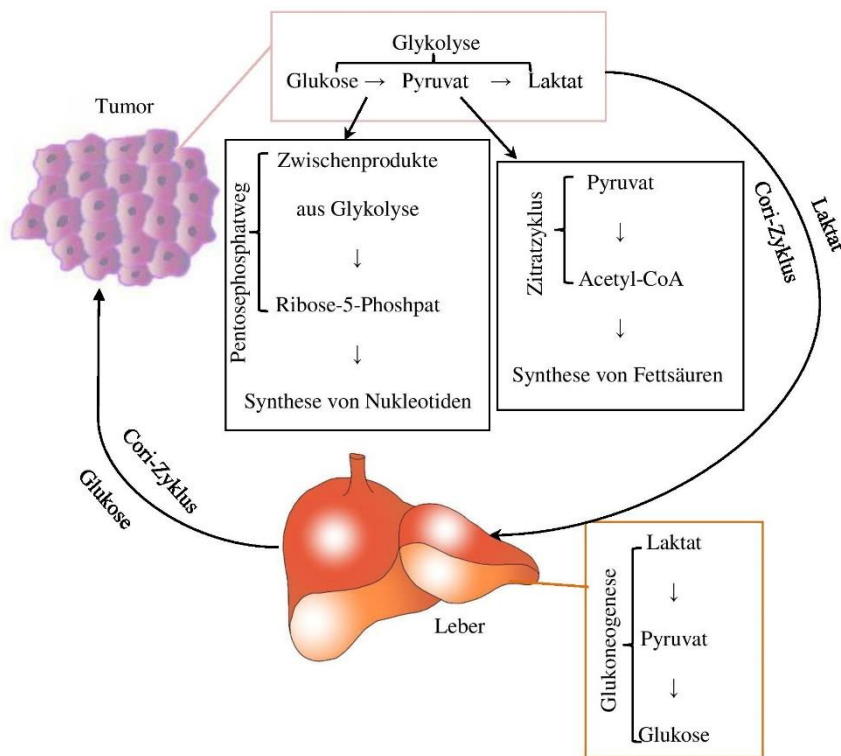 Glykolyse
Glukose → Pyruvat → Laktat
Tumor
Pentosephosphatweg
Zwischenprodukte
aus Glykolyse
↓
Ribose-5-Phoshpat
↓
Synthese von Nukleotiden
Zitratzyklus
Pyruvat
↓
Acetyl-CoA
↓
Synthese von Fettsäuren
Cori-Zyklus
Laktat
Cori-Zyklus
Glukose
Leber
Glukoneogenese
Laktat
↓
Pyruvat
↓
Glukose